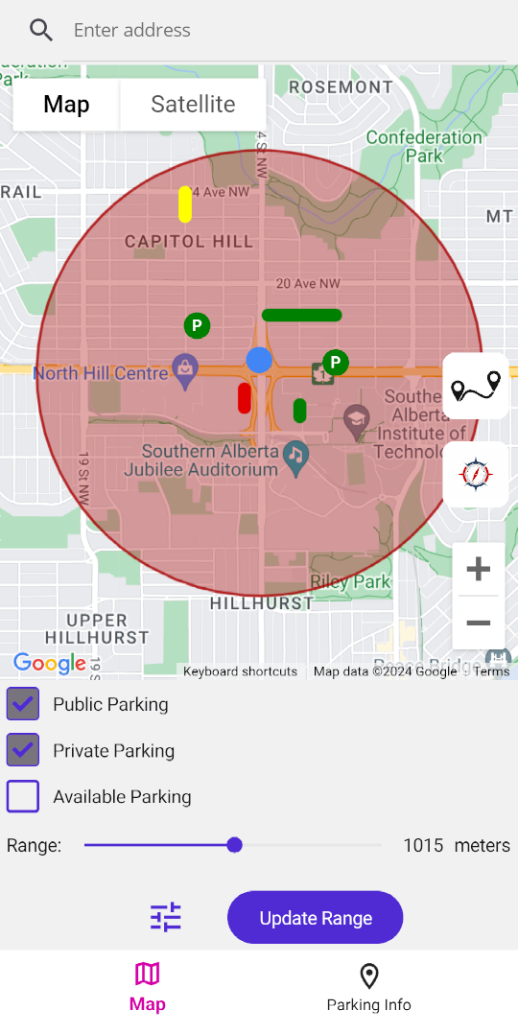 Enter address
Map
Satellite
ROSEMONT
Confederation
Park
4 St NW
RAIL
4 Ave NW
MT
CAPITOL HILL
20 Ave NW
P
P
North Hill Centre
1
Southe
Alberta
Institute of
Technolo
Southern Alberta
Jubilee Auditorium
19 St NW
Riley Park
HILLHURST
UPPER
HILLHURST
Google
19 S
Keyboard shortcuts
Map data ©2024 Google
Terms
Public Parking
Private Parking
Available Parking
Range:
1015 meters
Update Range
Map
Parking Info